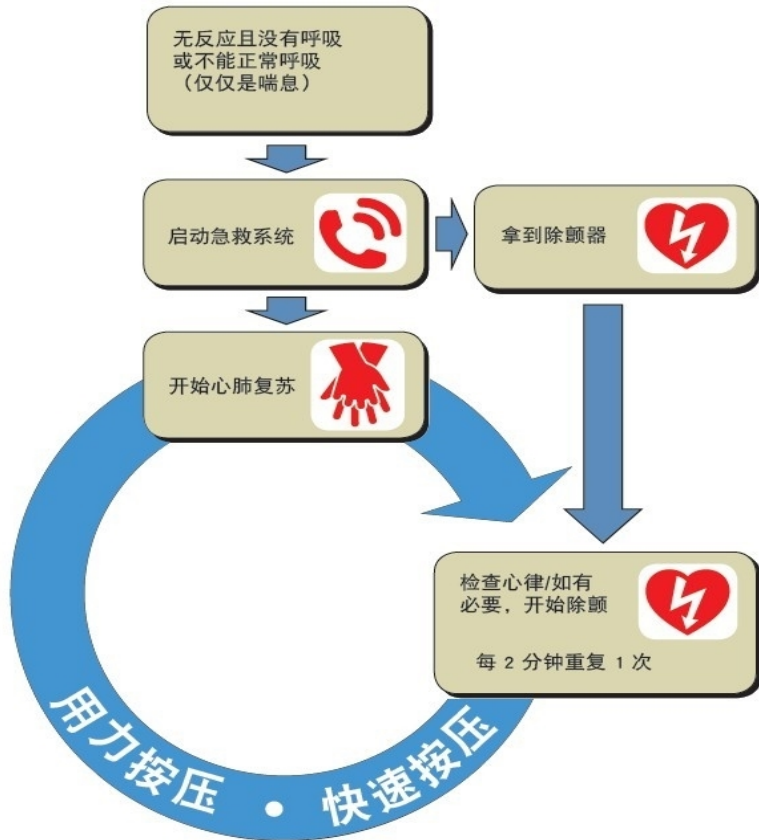 无反应且没有呼吸
或不能正常呼吸
（仅仅是喘息）
启动急救系统
拿到除颤器
开始心肺复苏
检查心律/如有
必要，开始除颤
每 2 分钟重复 1 次
用力按压 • 快速按压